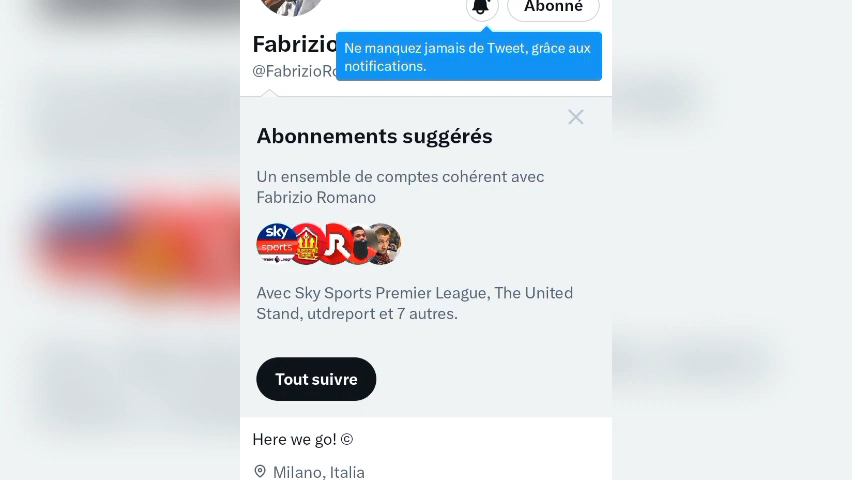 Abonné
Fabrizio
Ne manquez jamais de Tweet, grâce aux
notifications.
@FabrizioRo
Abonnements suggérés
Un ensemble de comptes cohérent avec
Fabrizio Romano
sky
sports
R
Avec Sky Sports Premier League, The United
Stand, utdreport et 7 autres.
Tout suivre
Here we go! ©
Milano, Italia